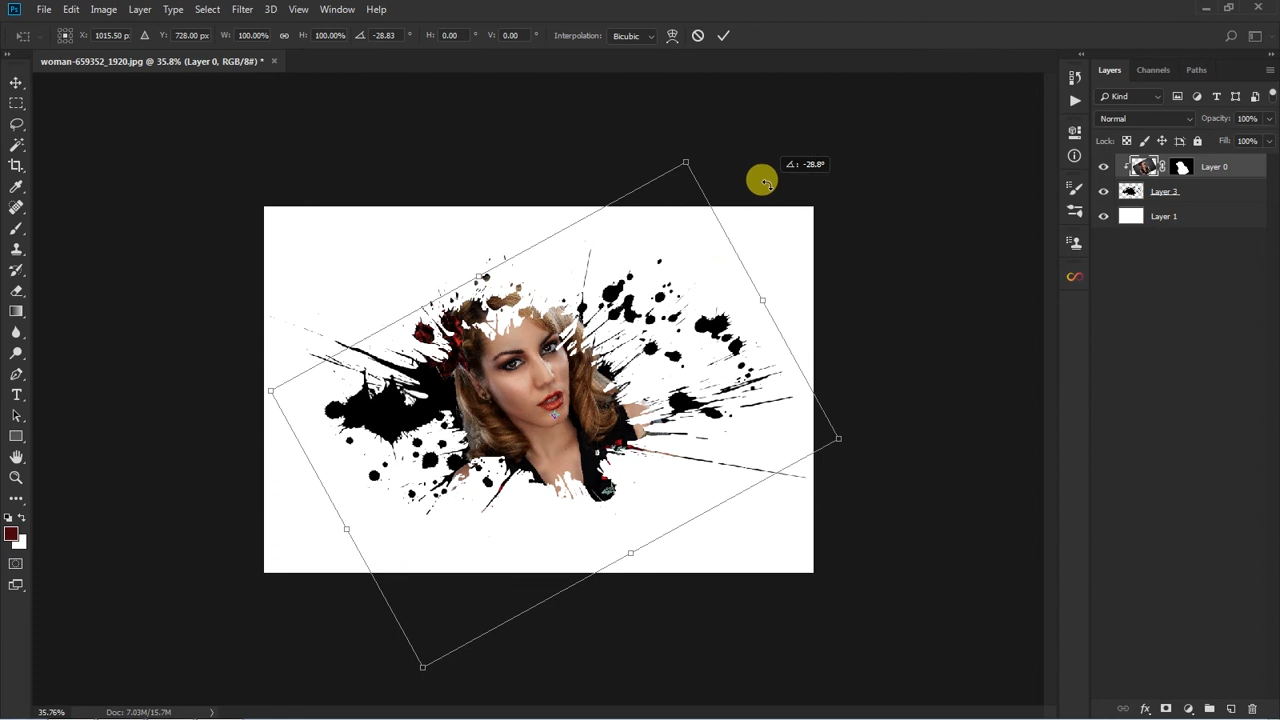 Ps File Edit Image Layer Type Select Filter 3D View Window Help
X: 1015.50 px Y: 728.00 px W: 100.00% H: 100.00% -28.83 ° H: 0.00 ° V: 0.00 ° Interpolation: Bicubic
woman-659352_1920.jpg @ 35.8% (Layer 0, RGB/8#) *
Layers Channels Paths
Kind
Normal Opacity: 100%
Lock: Fill: 100%
-28.8°
Layer 0
Layer 3
Layer 1
35.76% Doc: 7.03M/15.7M